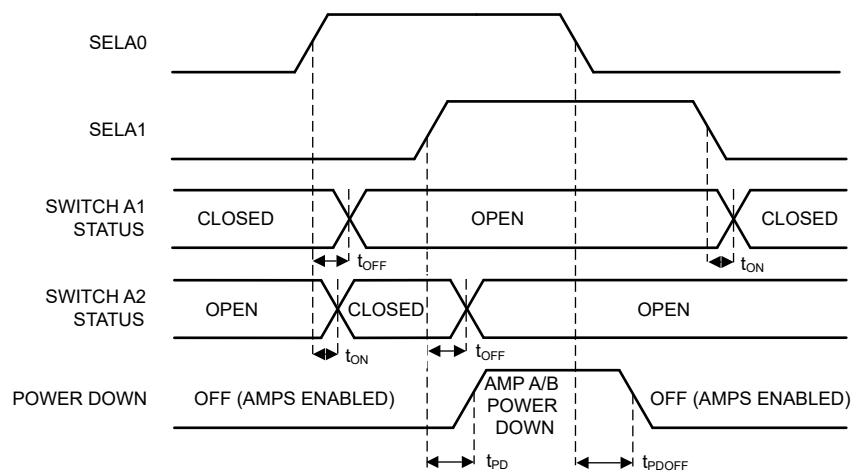 SELA0
SELA1
SWITCH A1
STATUS
CLOSED
OPEN
CLOSED
tOFF
tON
SWITCH A2
STATUS
OPEN
CLOSED
OPEN
tON
tOFF
POWER DOWN
OFF (AMPS ENABLED)
AMP A/B
POWER
DOWN
OFF (AMPS ENABLED)
tPD
tPDOFF